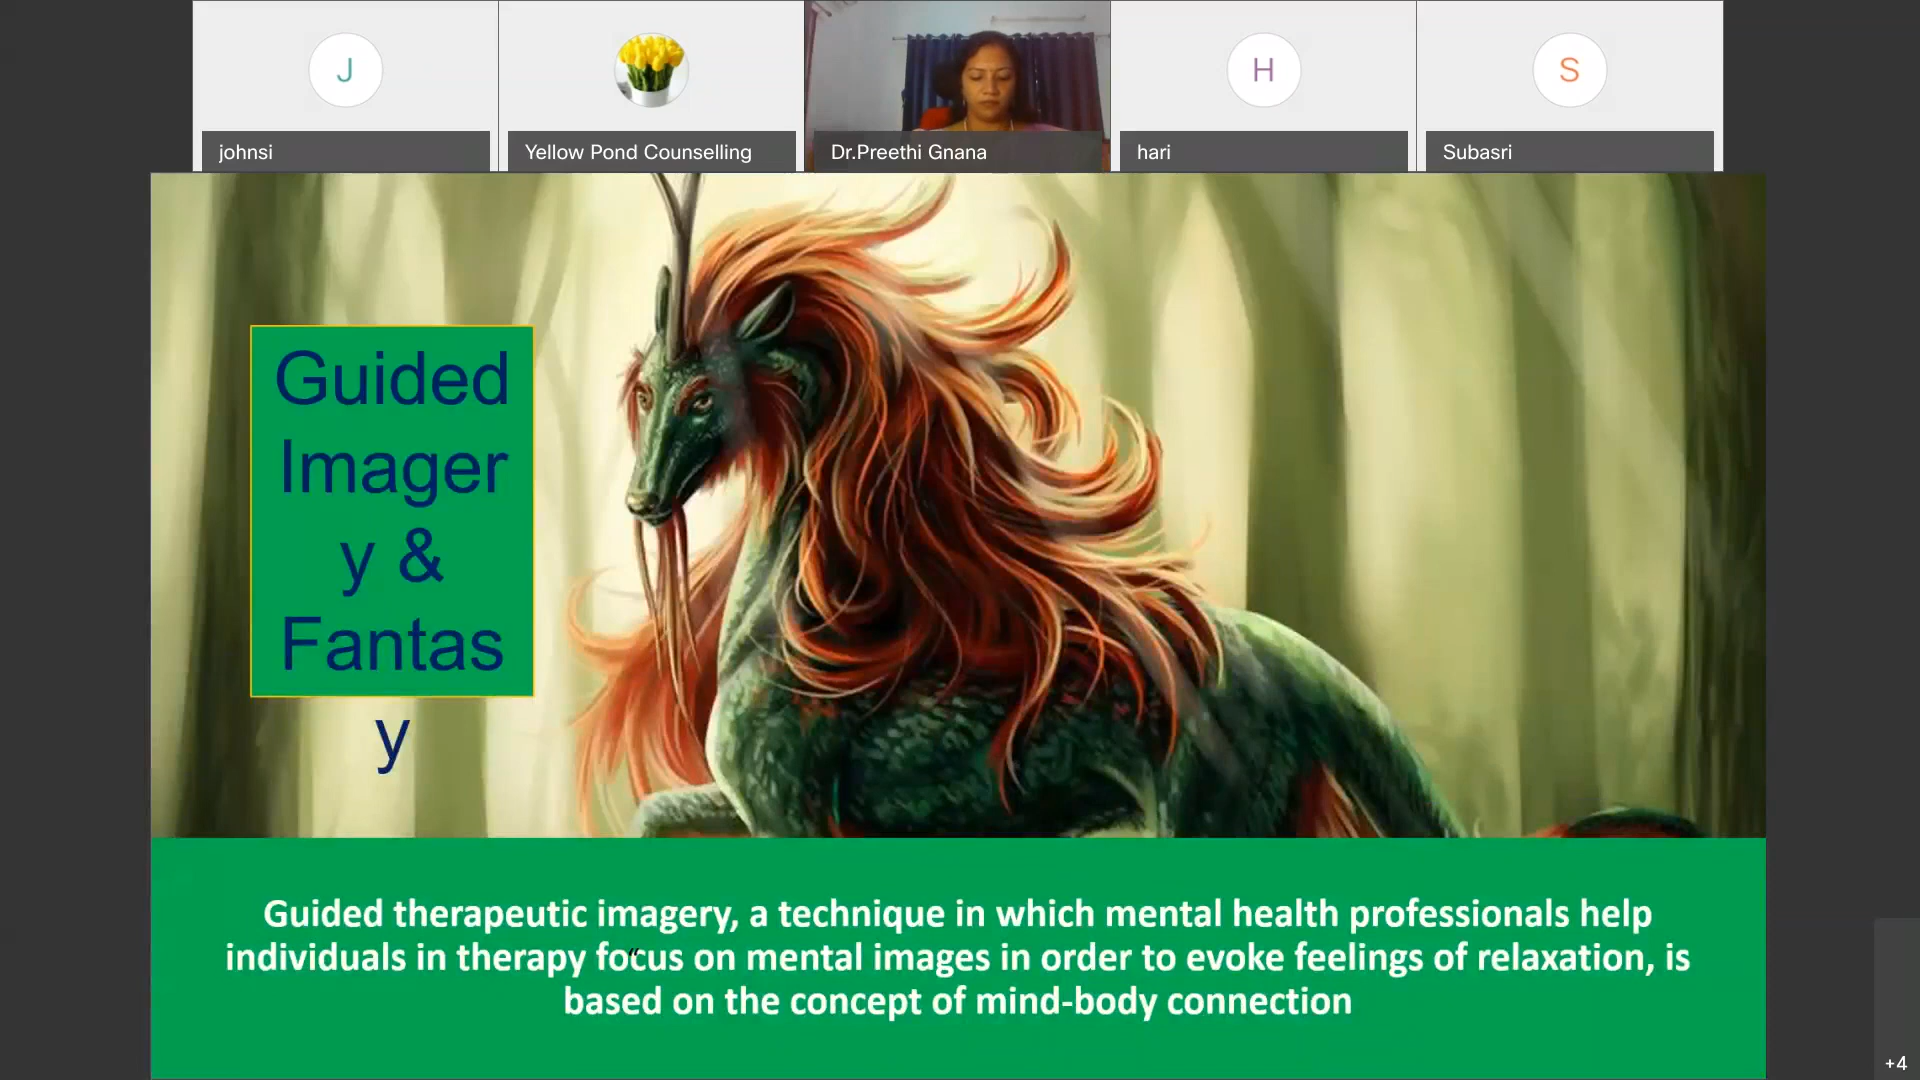 J
H
S
johnsi
Yellow Pond Counselling
Dr.Preethi Gnana
hari
Subasri
Guided
Imager
y &
Fantas
y
Guided therapeutic imagery, a technique in which mental health professionals help
individuals in therapy focus on mental images in order to evoke feelings of relaxation, is
based on the concept of mind-body connection
"
+4